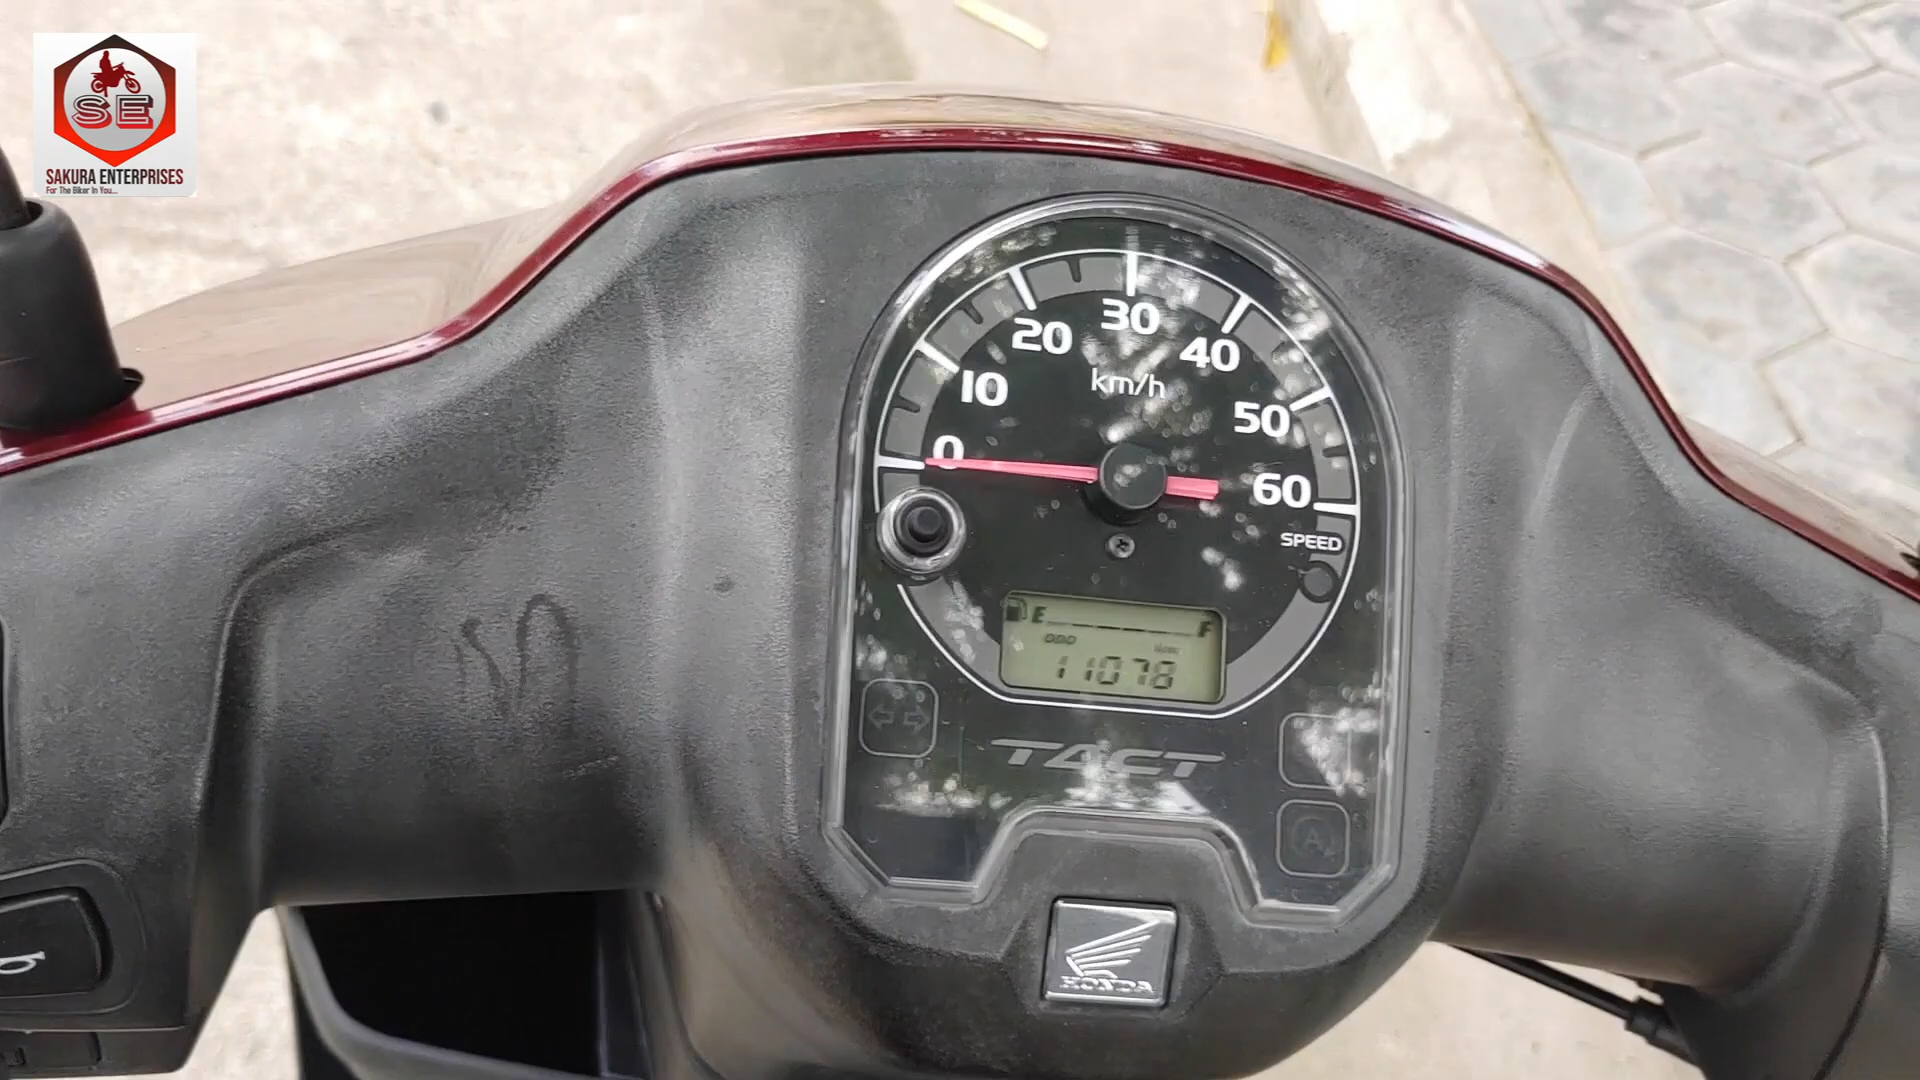 SE
SAKURA ENTERPRISES
For The Biker In You...
0
10
20
30
40
50
60
km/h
SPEED
E F
ODO
11078
TACT
A
HONDA